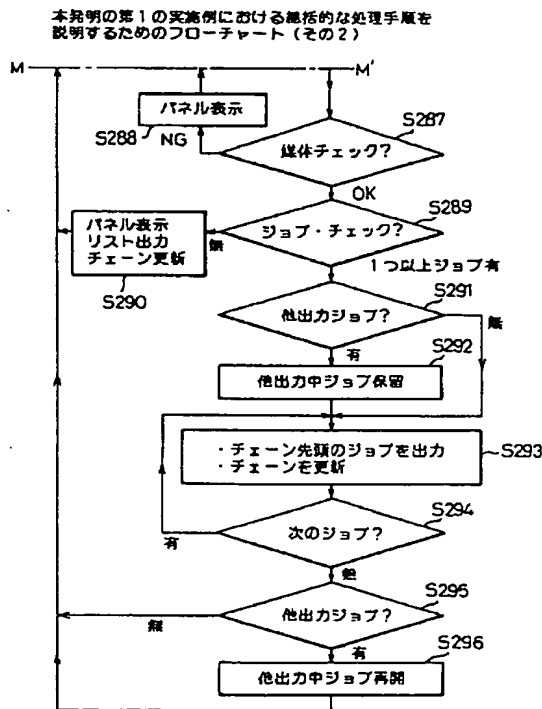 本発明の第1の実施例における総括的な処理手順を
説明するためのフローチャート(その2)
M
M'
パネル表示
S288
NG
S287
媒体チェック?
OK
S289
ジョブ・チェック?
無
パネル表示
リスト出力
チェーン更新
S290
1つ以上ジョブ有
S291
他出力ジョブ?
無
有
S292
他出力中ジョブ保留
・チェーン先頭のジョブを出力
・チェーンを更新
S293
S294
次のジョブ?
有
無
S295
他出力ジョブ?
無
有
S296
他出力中ジョブ再開